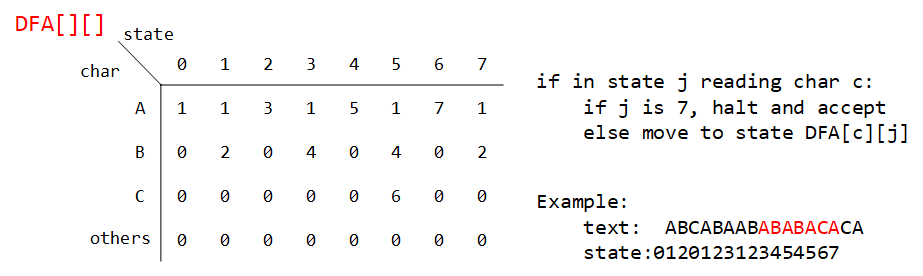 DFA[][]
state
char
0 1 2 3 4 5 6 7
A 1 1 3 1 5 1 7 1
B 0 2 0 4 0 4 0 2
C 0 0 0 0 0 6 0 0
others 0 0 0 0 0 0 0 0
if in state j reading char c:
if j is 7, halt and accept
else move to state DFA[c][j]
Example:
text: ABCABAABABABACACA
state:0120123123454567